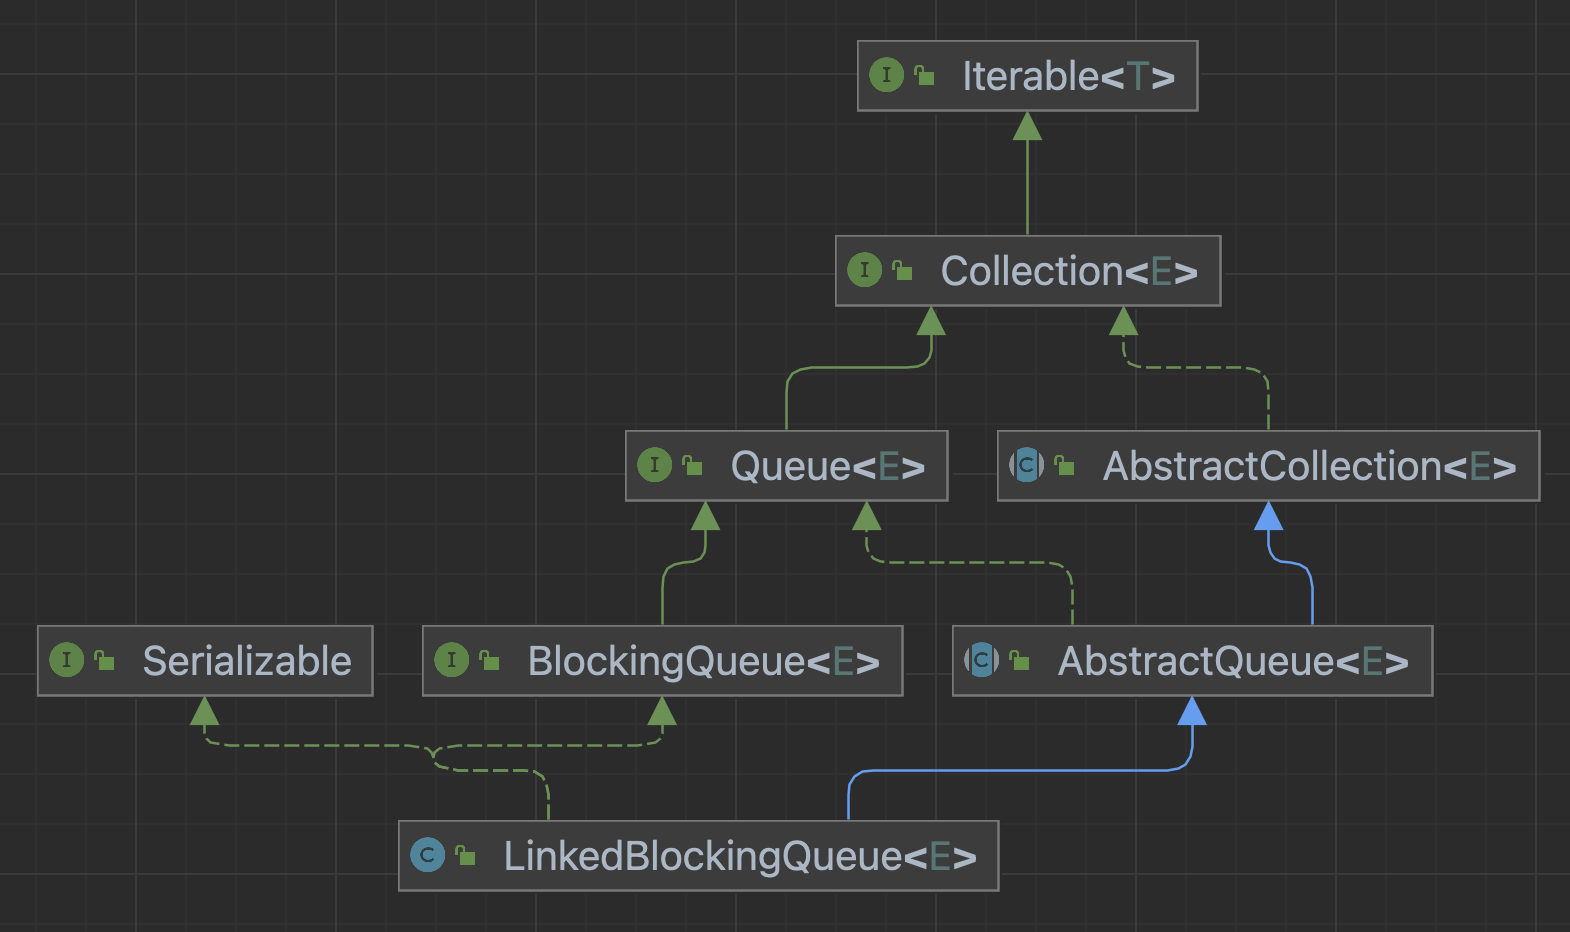 I Iterable<T>
I Collection<E>
I Queue<E>
C AbstractCollection<E>
I Serializable
I BlockingQueue<E>
C AbstractQueue<E>
C LinkedBlockingQueue<E>